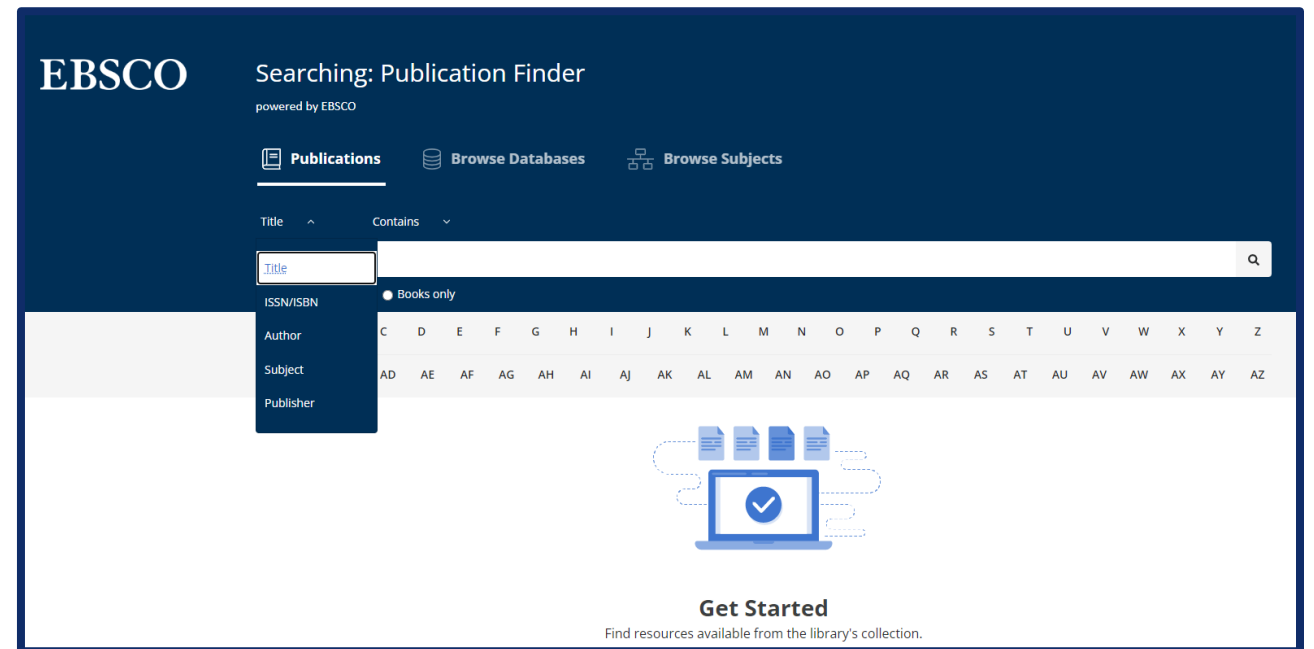 EBSCO
Searching: Publication Finder
powered by EBSCO
Publications Browse Databases Browse Subjects
Title Contains
Title
ISSN/ISBN
Author
Subject
Publisher
Books only
C D E F G H I J K L M N O P Q R S T U V W X Y Z
AD AE AF AG AH AI AJ AK AL AM AN AO AP AQ AR AS AT AU AV AW AX AY AZ
Get Started
Find resources available from the library's collection.